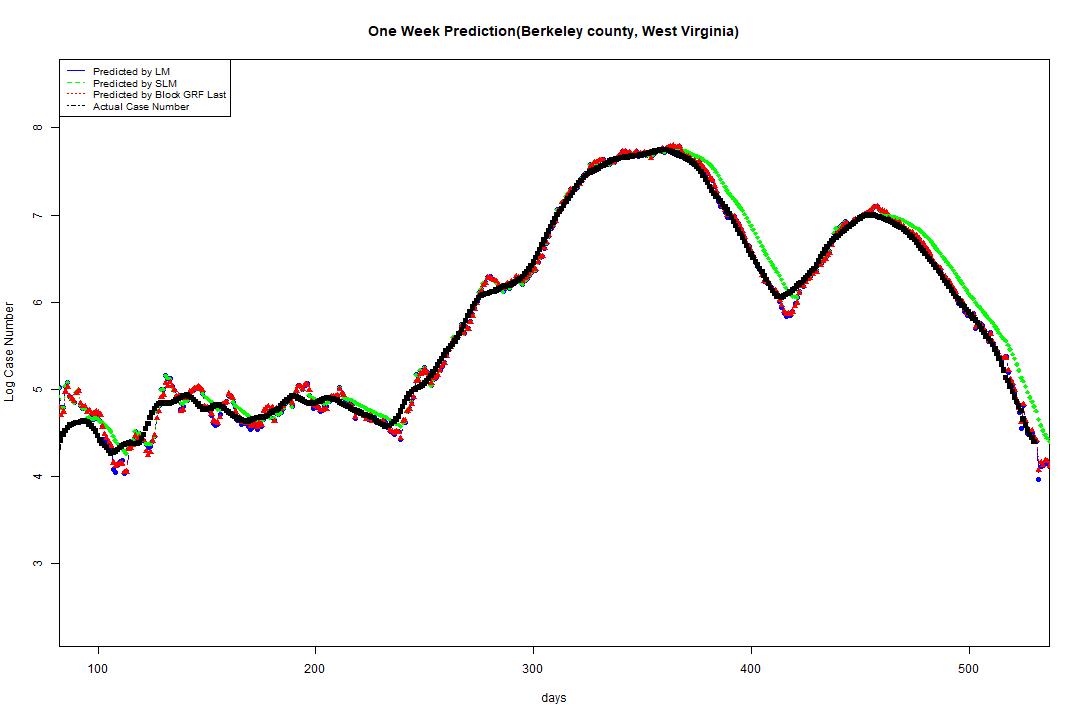 One Week Prediction(Berkeley county, West Virginia)
Predicted by LM
Predicted by SLM
Predicted by Block GRF Last
Actual Case Number
8
7
6
5
4
3
Log Case Number
100 200 300 400 500
days